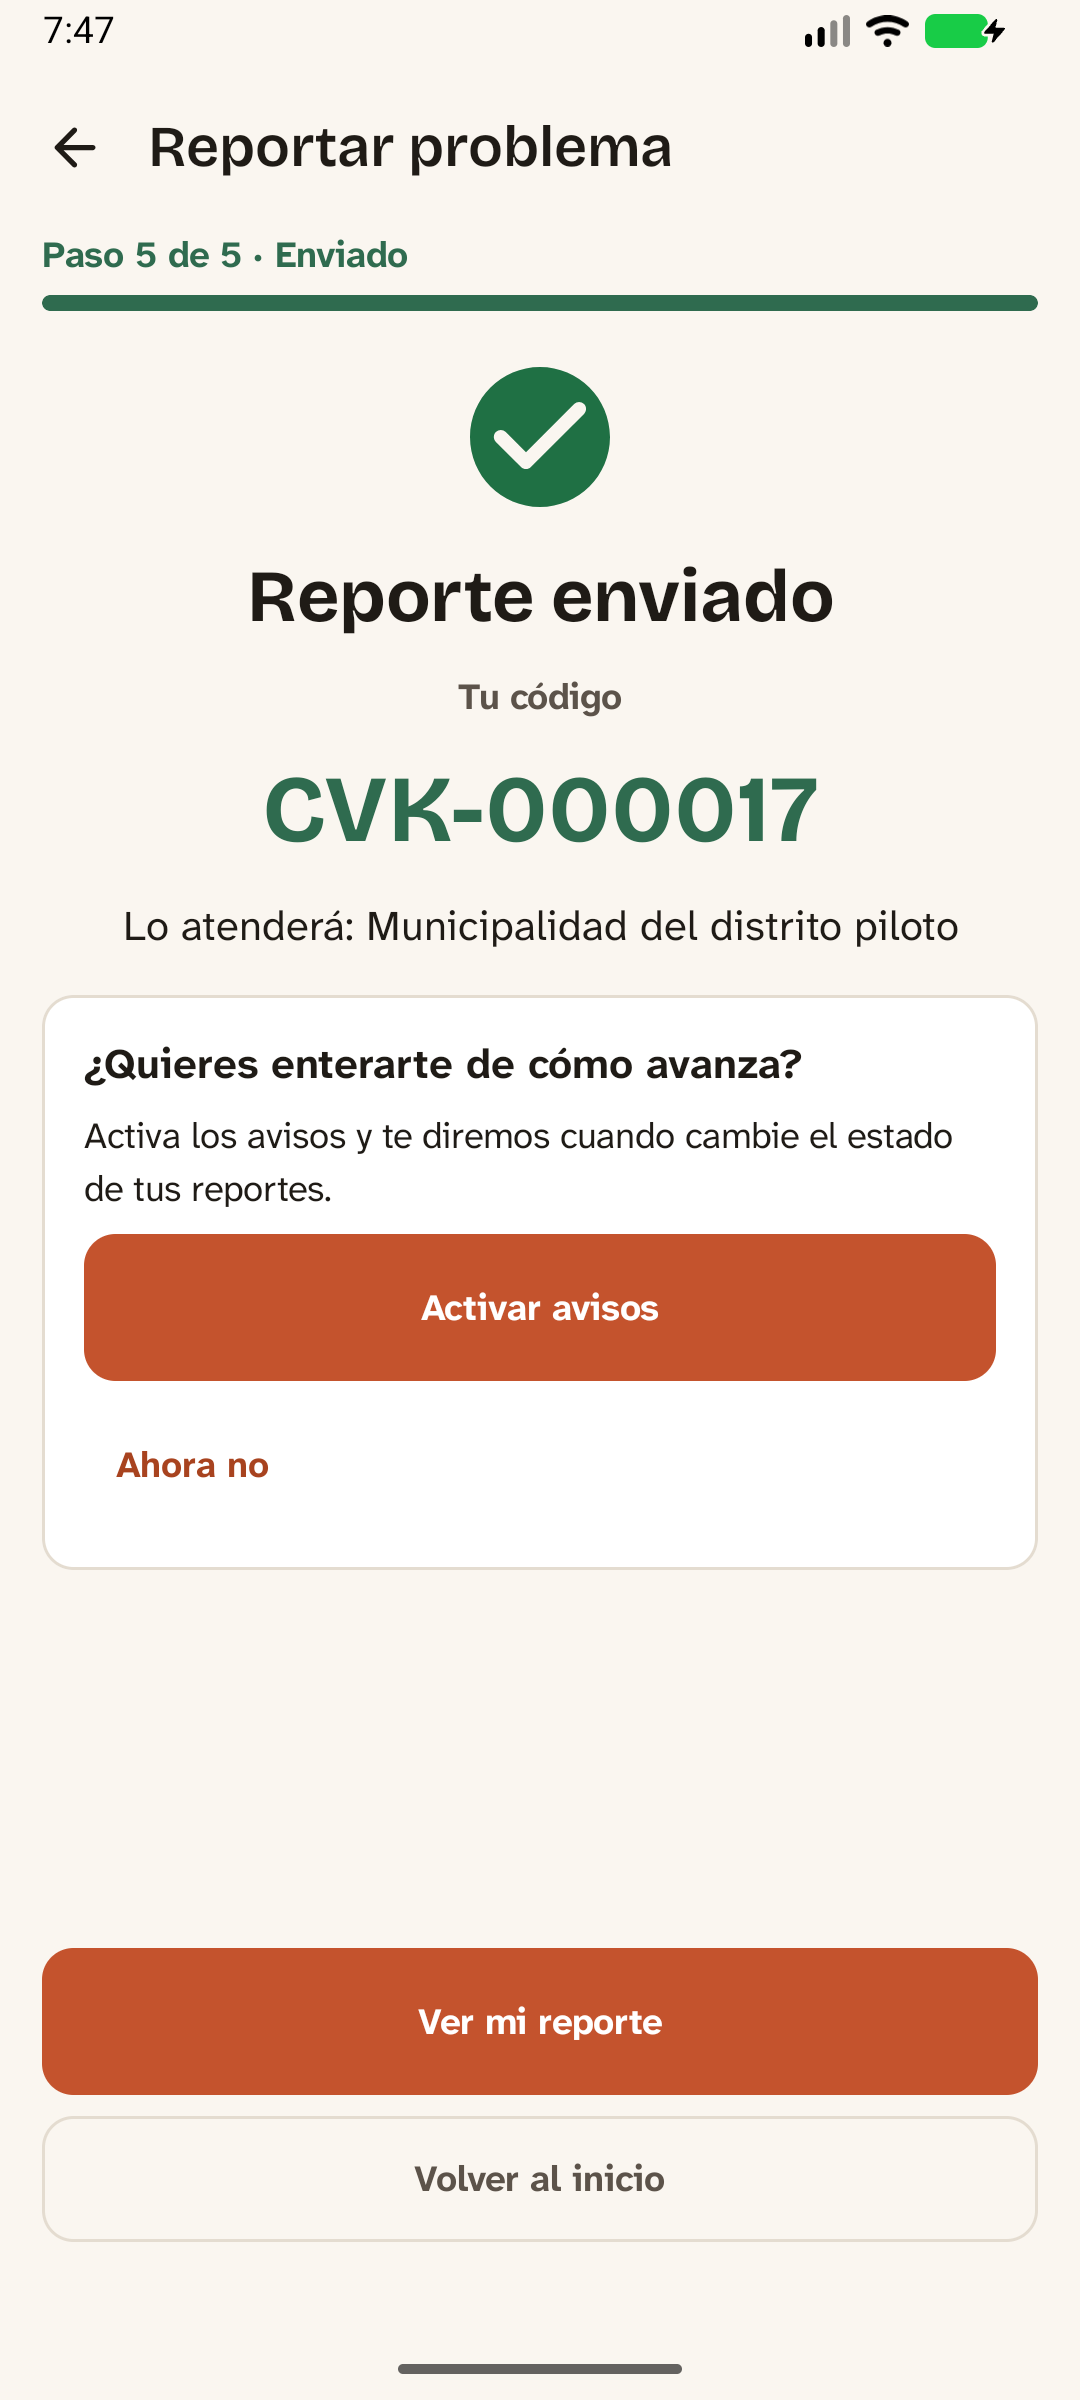 7:47
Reportar problema
Paso 5 de 5 · Enviado
Reporte enviado
Tu código
CVK-000017
Lo atenderá: Municipalidad del distrito piloto
¿Quieres enterarte de cómo avanza?
Activa los avisos y te diremos cuando cambie el estado
de tus reportes.
Activar avisos
Ahora no
Ver mi reporte
Volver al inicio